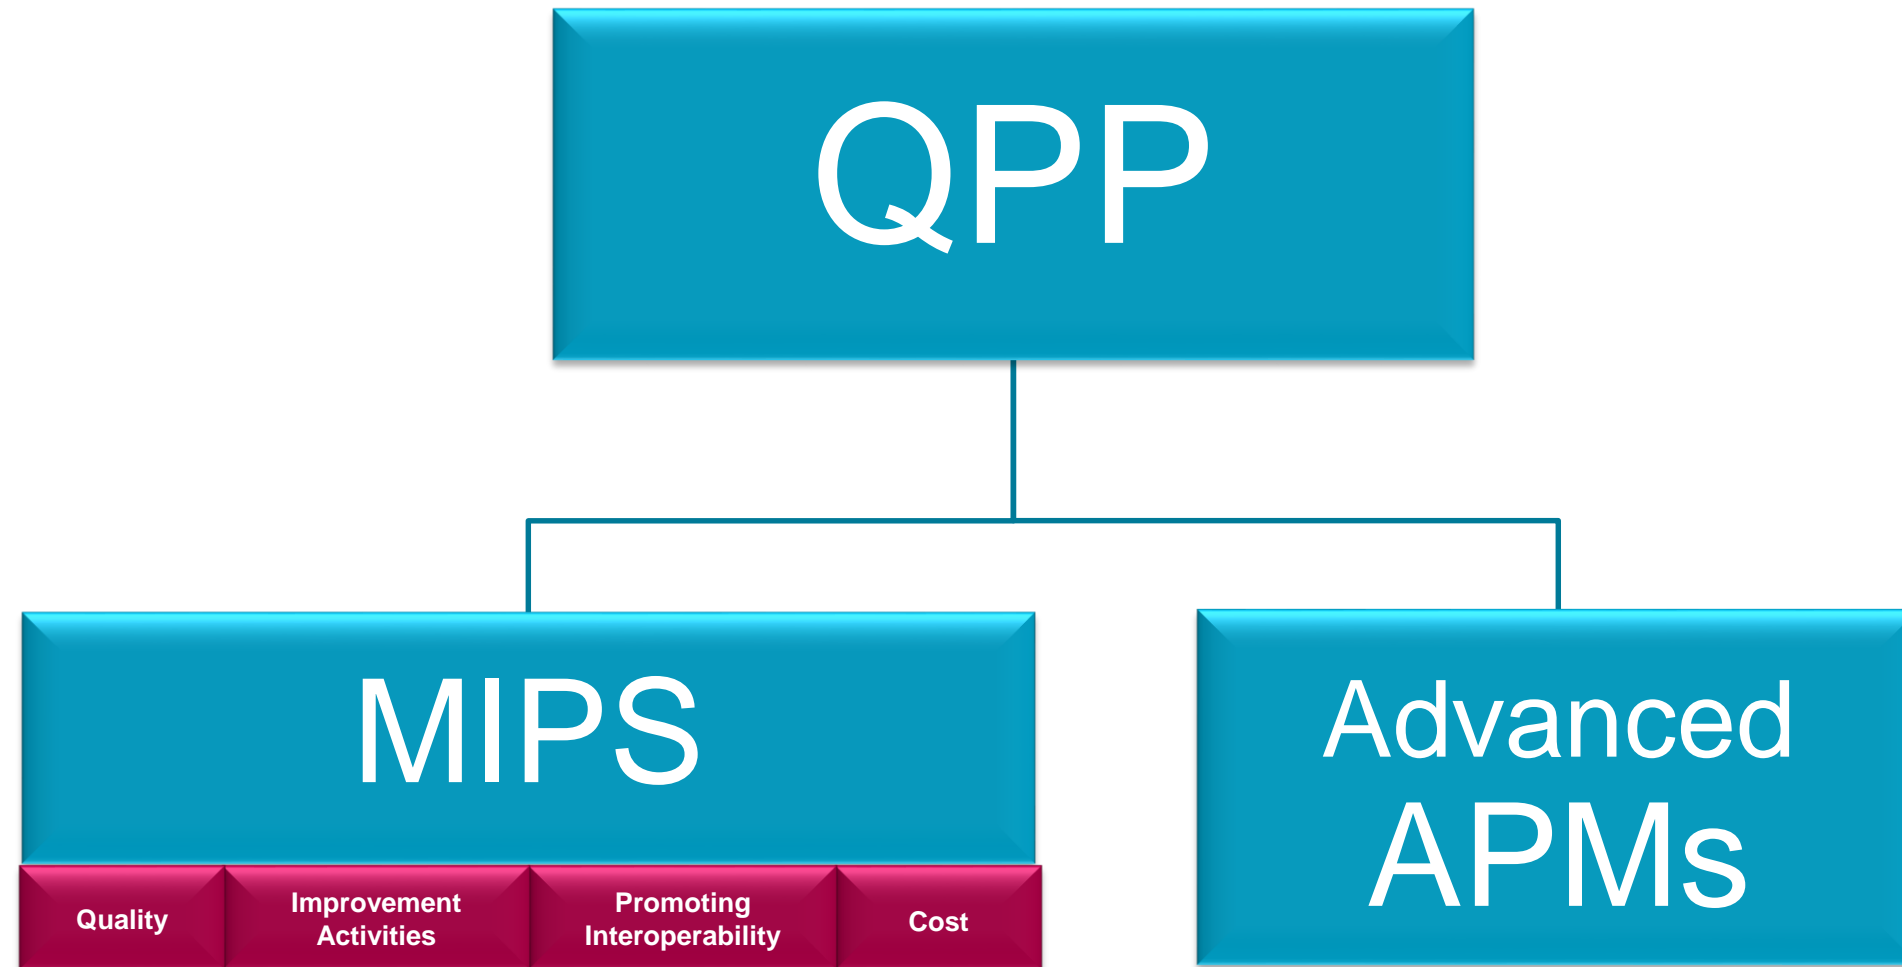 QPP
MIPS
Advanced
APMs
Quality
Improvement
Activities
Promoting
Interoperability
Cost